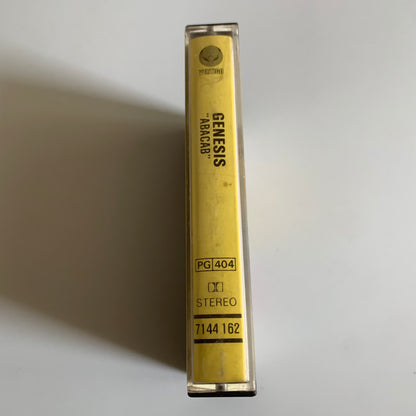 GENESIS
"ABACAB"
PG 404
STEREO
7144 162